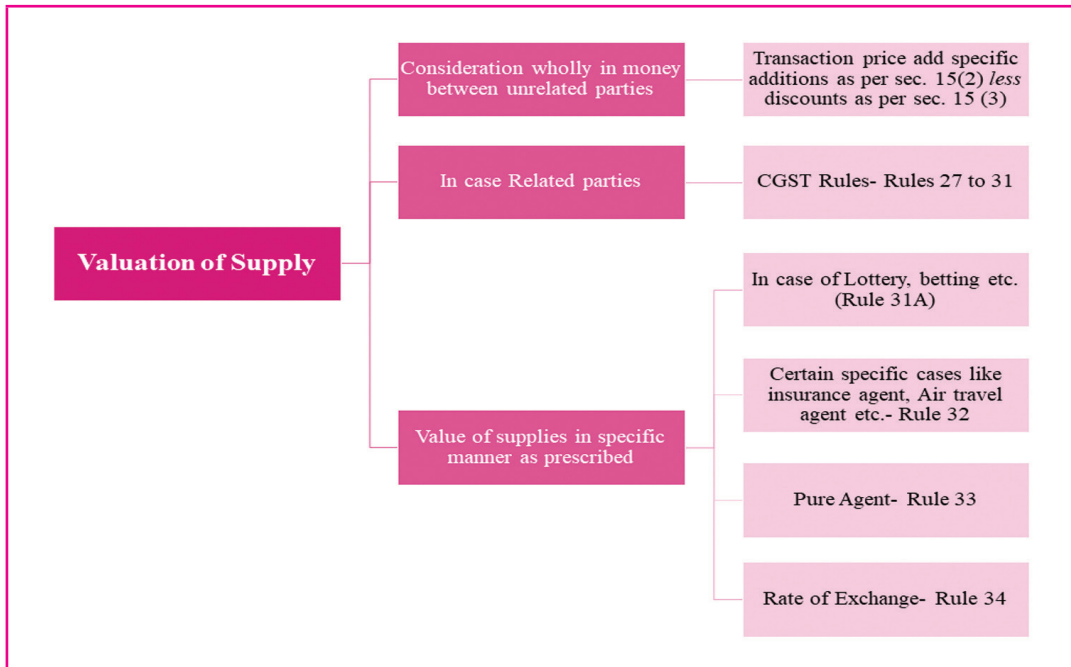 Valuation of Supply
Consideration wholly in money
between unrelated parties
Transaction price add specific
additions as per sec. 15(2) less
discounts as per sec. 15 (3)
In case Related parties
CGST Rules- Rules 27 to 31
Value of supplies in specific
manner as prescribed
In case of Lottery, betting etc.
(Rule 31A)
Certain specific cases like
insurance agent, Air travel
agent etc.- Rule 32
Pure Agent- Rule 33
Rate of Exchange- Rule 34